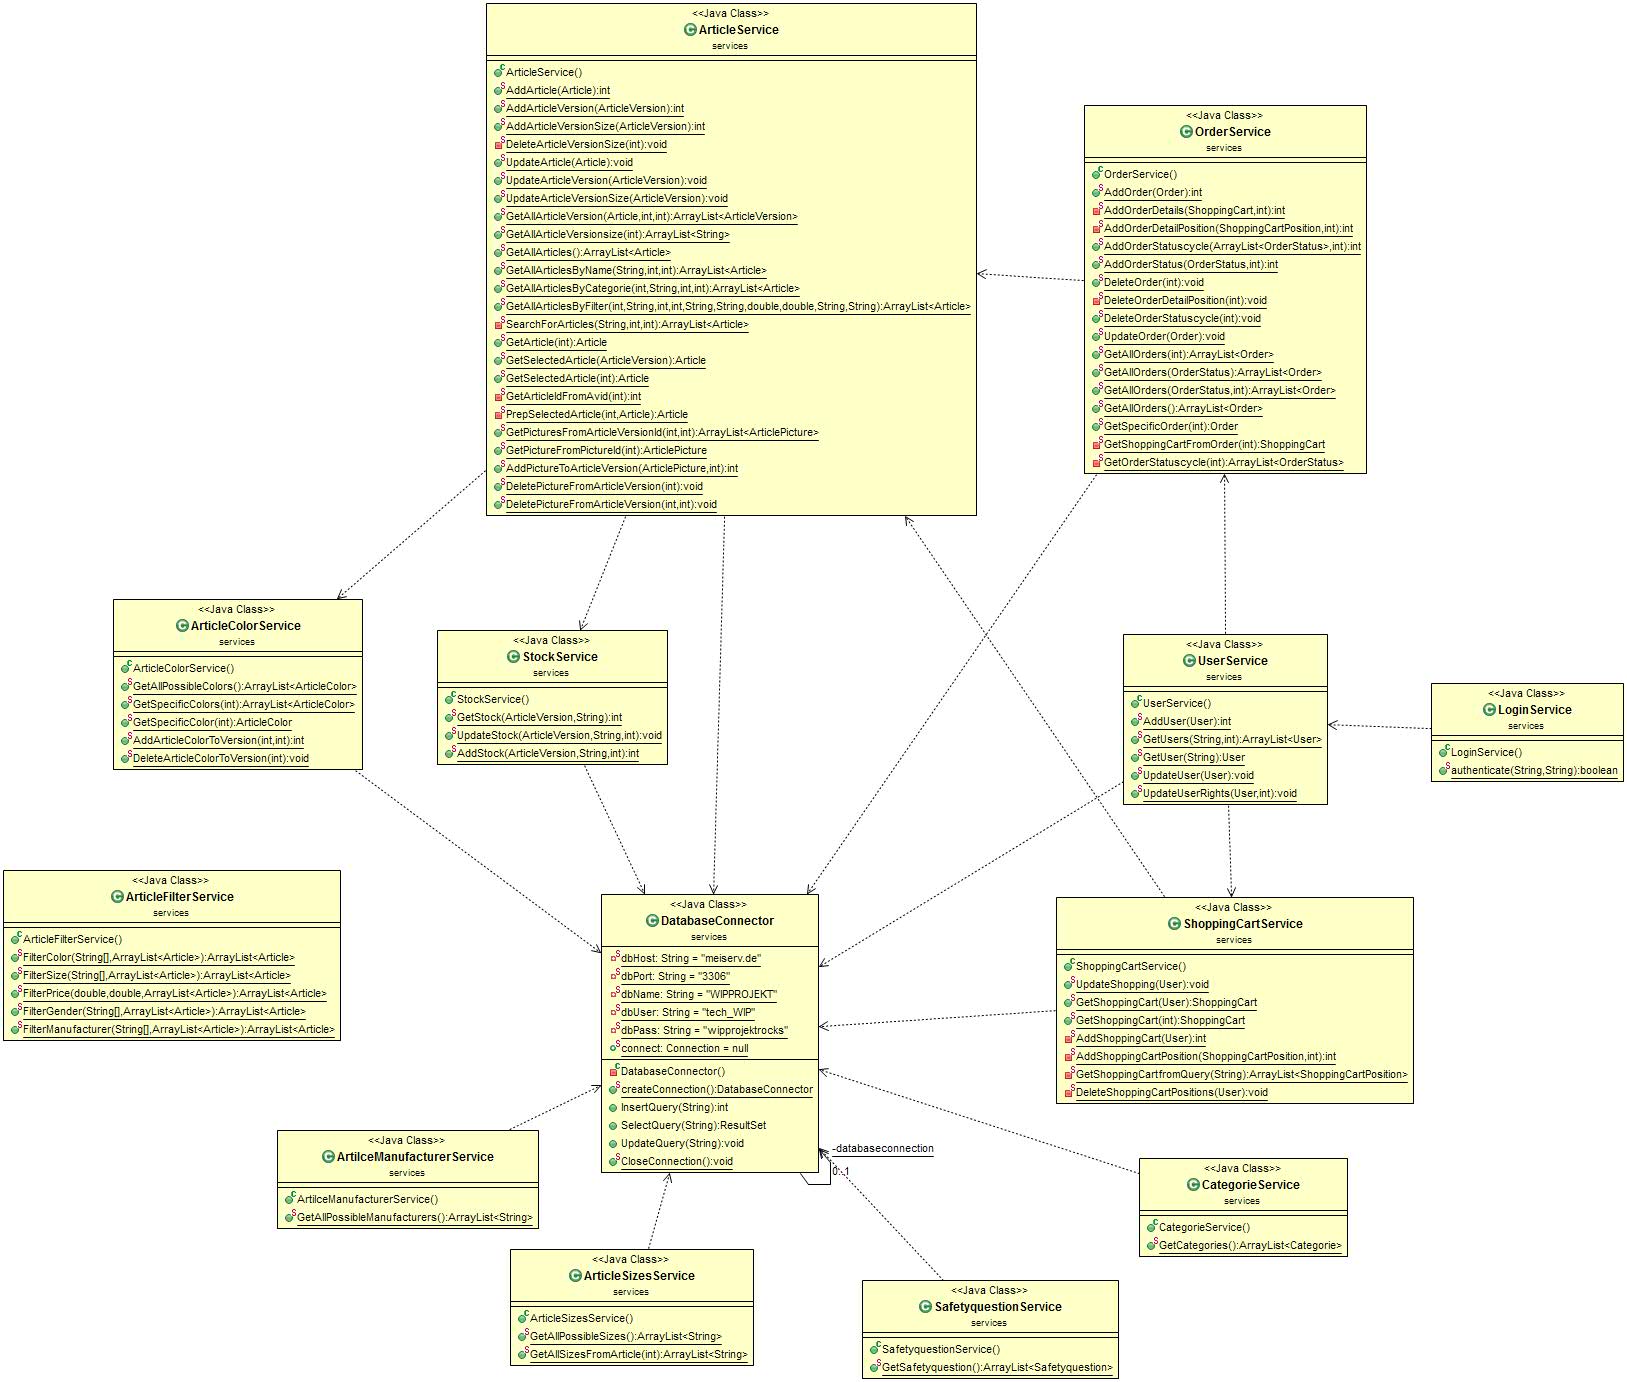 <<Java Class>>
ArticleService
services
ArticleService()
AddArticle(Article):int
AddArticleVersion(ArticleVersion):int
AddArticleVersionSize(ArticleVersion):int
DeleteArticleVersionSize(int):void
UpdateArticle(Article):void
UpdateArticleVersion(ArticleVersion):void
UpdateArticleVersionSize(ArticleVersion):void
GetAllArticleVersion(Article,int,int):ArrayList<ArticleVersion>
GetAllArticleVersionsize(int):ArrayList<String>
GetAllArticles():ArrayList<Article>
GetAllArticlesByName(String,int,int):ArrayList<Article>
GetAllArticlesByCategorie(int,String,int,int):ArrayList<Article>
GetAllArticlesByFilter(int,String,int,int,String,String,double,double,String,String):ArrayList<Article>
SearchForArticles(String,int,int):ArrayList<Article>
GetArticle(int):Article
GetSelectedArticle(ArticleVersion):Article
GetSelectedArticle(int):Article
GetArticleIdFromAvid(int):int
PrepSelectedArticle(int,Article):Article
GetPicturesFromArticleVersionId(int,int):ArrayList<ArticlePicture>
GetPictureFromPictureId(int):ArticlePicture
AddPictureToArticleVersion(ArticlePicture,int):int
DeletePictureFromArticleVersion(int):void
DeletePictureFromArticleVersion(int,int):void
<<Java Class>>
OrderService
services
OrderService()
AddOrder(Order):int
AddOrderDetails(ShoppingCart,int):int
AddOrderDetailPosition(ShoppingCartPosition,int):int
AddOrderStatuscycle(ArrayList<OrderStatus>,int):int
AddOrderStatus(OrderStatus,int):int
DeleteOrder(int):void
DeleteOrderDetailPosition(int):void
DeleteOrderStatuscycle(int):void
UpdateOrder(Order):void
GetAllOrders(int):ArrayList<Order>
GetAllOrders(OrderStatus):ArrayList<Order>
GetAllOrders(OrderStatus,int):ArrayList<Order>
GetAllOrders():ArrayList<Order>
GetSpecificOrder(int):Order
GetShoppingCartFromOrder(int):ShoppingCart
GetOrderStatuscycle(int):ArrayList<OrderStatus>
<<Java Class>>
ArticleColorService
services
ArticleColorService()
GetAllPossibleColors():ArrayList<ArticleColor>
GetSpecificColors(int):ArrayList<ArticleColor>
GetSpecificColor(int):ArticleColor
AddArticleColorToVersion(int,int):int
DeleteArticleColorToVersion(int):void
<<Java Class>>
StockService
services
StockService()
GetStock(ArticleVersion,String):int
UpdateStock(ArticleVersion,String,int):void
AddStock(ArticleVersion,String,int):int
<<Java Class>>
UserService
services
UserService()
AddUser(User):int
GetUsers(String,int):ArrayList<User>
GetUser(String):User
UpdateUser(User):void
UpdateUserRights(User,int):void
<<Java Class>>
LoginService
services
LoginService()
authenticate(String,String):boolean
<<Java Class>>
ArticleFilterService
services
ArticleFilterService()
FilterColor(String[],ArrayList<Article>):ArrayList<Article>
FilterSize(String[],ArrayList<Article>):ArrayList<Article>
FilterPrice(double,double,ArrayList<Article>):ArrayList<Article>
FilterGender(String[],ArrayList<Article>):ArrayList<Article>
FilterManufacturer(String[],ArrayList<Article>):ArrayList<Article>
<<Java Class>>
DatabaseConnector
services
dbHost: String = "meiserv.de"
dbPort: String = "3306"
dbName: String = "WIPPROJEKT"
dbUser: String = "tech_WIP"
dbPass: String = "wipprojektrocks"
connect: Connection = null
DatabaseConnector()
createConnection():DatabaseConnector
InsertQuery(String):int
SelectQuery(String):ResultSet
UpdateQuery(String):void
CloseConnection():void
-databaseconnection
0..1
<<Java Class>>
ShoppingCartService
services
ShoppingCartService()
UpdateShopping(User):void
GetShoppingCart(User):ShoppingCart
GetShoppingCart(int):ShoppingCart
AddShoppingCart(User):int
AddShoppingCartPosition(ShoppingCartPosition,int):int
GetShoppingCartfromQuery(String):ArrayList<ShoppingCartPosition>
DeleteShoppingCartPositions(User):void
<<Java Class>>
ArtilceManufacturerService
services
ArtilceManufacturerService()
GetAllPossibleManufacturers():ArrayList<String>
<<Java Class>>
CategorieService
services
CategorieService()
GetCategories():ArrayList<Categorie>
<<Java Class>>
ArticleSizesService
services
ArticleSizesService()
GetAllPossibleSizes():ArrayList<String>
GetAllSizesFromArticle(int):ArrayList<String>
<<Java Class>>
SafetyquestionService
services
SafetyquestionService()
GetSafetyquestion():ArrayList<Safetyquestion>